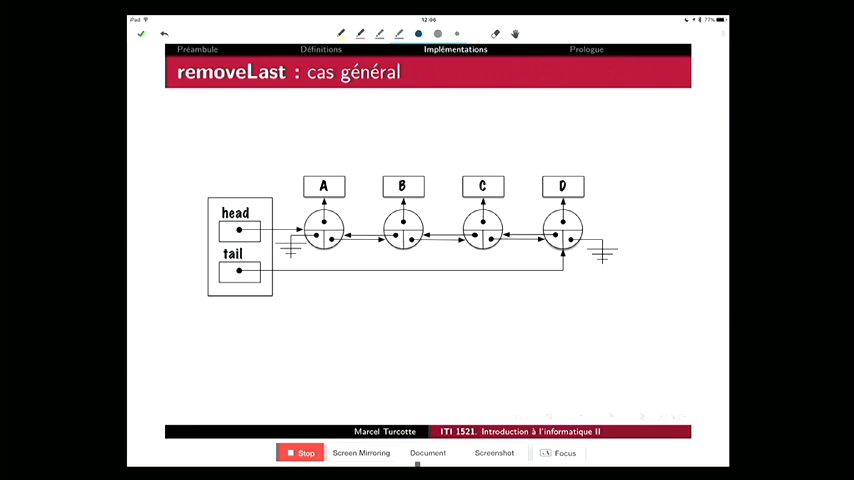 iPad
12:06
77%
Préambule Définitions Implémentations Prologue
removeLast : cas général
A B C D
head
tail
Marcel Turcotte ITI 1521. Introduction à l'informatique II
Stop Screen Mirroring Document Screenshot Focus